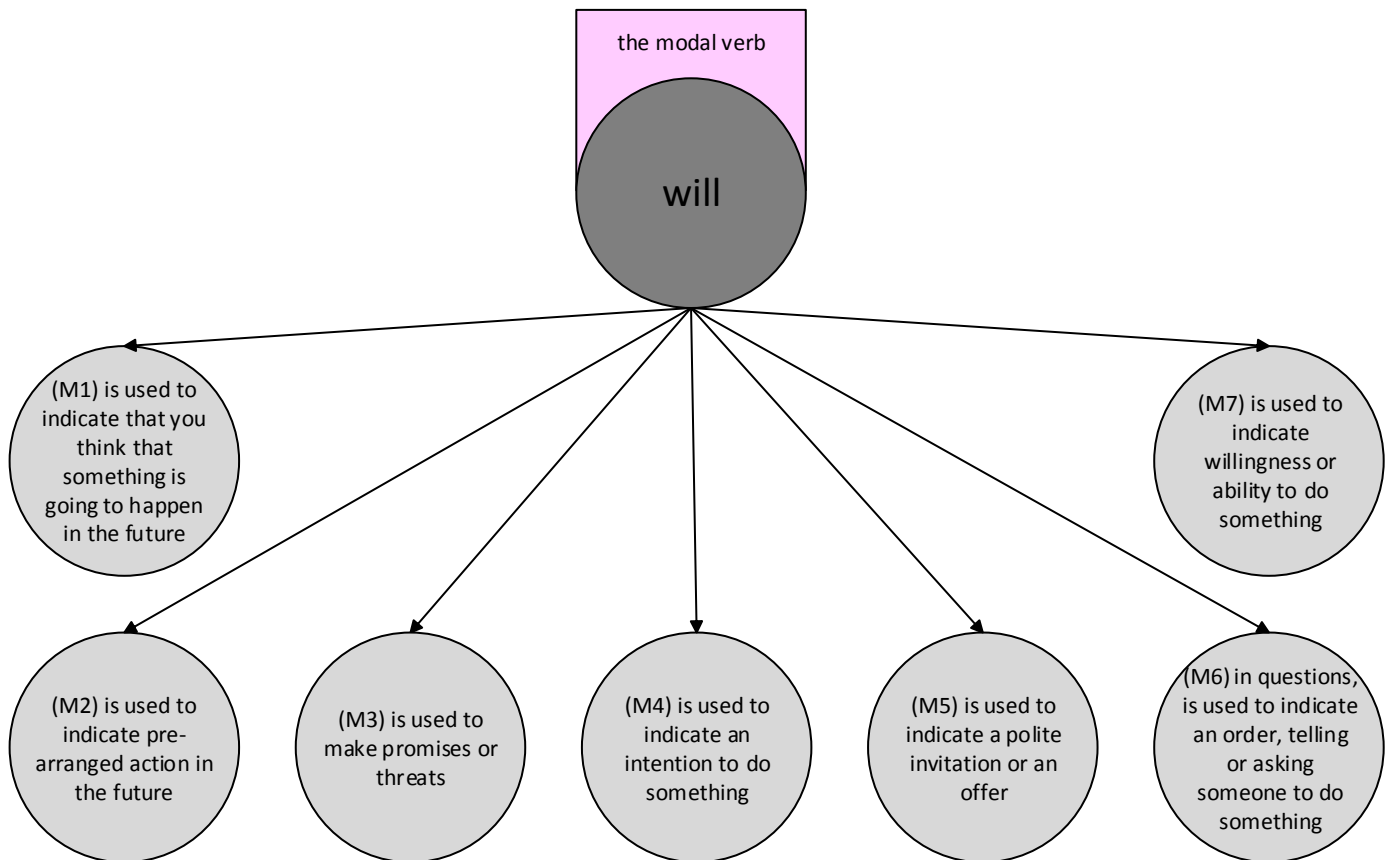 the modal verb
will
(M1) is used to
indicate that you
think that
something is
going to happen
in the future
(M7) is used to
indicate
willingness or
ability to do
something
(M2) is used to
indicate pre-
arranged action in
the future
(M3) is used to
make promises or
threats
(M4) is used to
indicate an
intention to do
something
(M5) is used to
indicate a polite
invitation or an
offer
(M6) in questions,
is used to indicate
an order, telling
or asking
someone to do
something